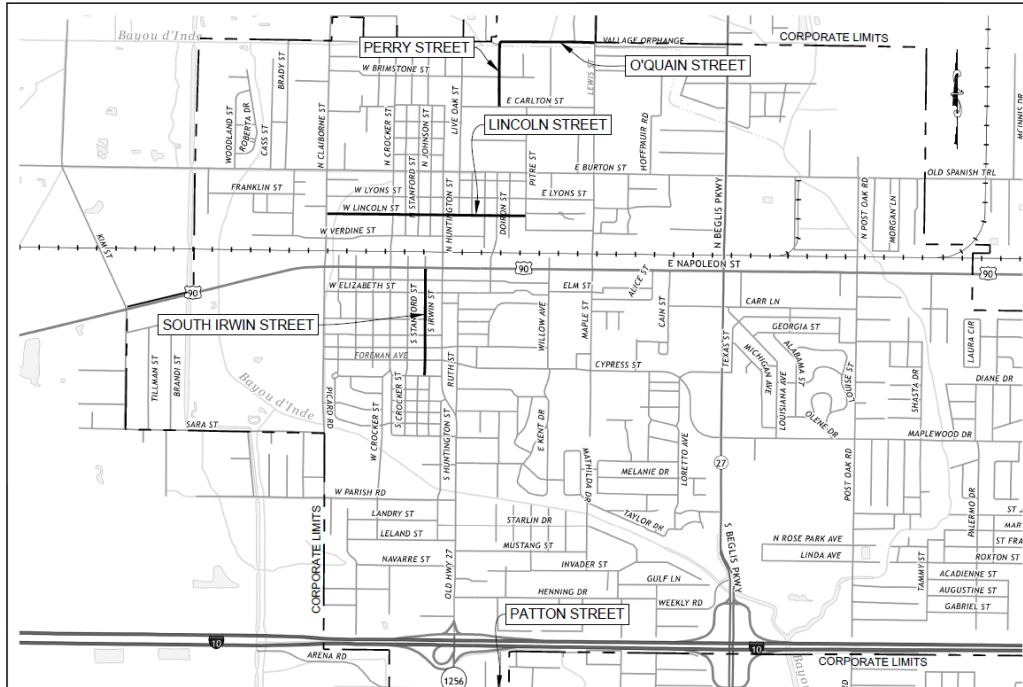 Bayou d'Inde
PERRY STREET
VALLAGE ORPHANGE
CORPORATE LIMITS
O'QUAIN STREET
W BRIMSTONE ST
BRADY ST
LEWIS ST
E CARLTON ST
LIVE OAK ST
WOODLAND ST
ROBERTA DR
CASS ST
N CLAIBORNE ST
N CROCKER ST
N JOHNSON ST
LINCOLN STREET
HOFFPAUIR RD
MCINNIS DR
PITRE ST
E BURTON ST
OLD SPANISH TRL
FRANKLIN ST
W LYONS ST
N STANFORD ST
E LYONS ST
W LINCOLN ST
N HUNTINGTON ST
DOIRON ST
N BEGLIS PKWY
N POST OAK RD
MORGAN LN
W VERDINE ST
KIM ST
E NAPOLEON ST
90
90
90
W ELIZABETH ST
ELM ST
ALICE ST
CARR LN
SOUTH IRWIN STREET
S STANFORD ST
S IRWIN ST
WILLOW AVE
MAPLE ST
CAIN ST
GEORGIA ST
TEXAS ST
MICHIGAN AVE
ALABAMA ST
LAURA CIR
FOREMAN AVE
RUTH ST
CYPRESS ST
LOUISIANA AVE
LOUISE ST
TILLMAN ST
BRANDI ST
Bayou d'Inde
PICARD RD
S CROCKER ST
SHASTA DR
DIANE DR
OLENE DR
SARA ST
W CROCKER ST
S HUNTINGTON ST
E KENT DR
MAPLEWOOD DR
MATHILDA DR
MELANIE DR
LORETTO AVE
27
POST OAK RD
W PARISH RD
LANDRY ST
STARLIN DR
TAYLOR DR
PALERMO DR
ST J
MAR
LELAND ST
MUSTANG ST
S BEGLIS PKWY
N ROSE PARK AVE
ST FRA
NAVARRE ST
INVADER ST
LINDA AVE
ROXTON ST
CORPORATE LIMITS
OLD HWY 27
GULF LN
TAMMY ST
ACADIENNE ST
HENNING DR
WEEKLY RD
AUGUSTINE ST
PATTON STREET
GABRIEL ST
10
10
ARENA RD
CORPORATE LIMITS
1256
Bayou
RD